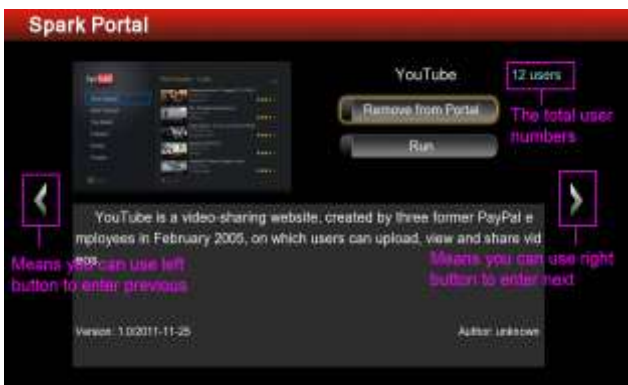 Spark Portal
YouTube
12 users
Remove from Portal
The total user
numbers
Run
YouTube is a video-sharing website, created by three former PayPal e
mployees in February 2005, on which users can upload, view and share vid
eos.
Means you can use left
button to enter previous
Means you can use right
button to enter next
Version: 1.0/2011-11-25
Author: unknown